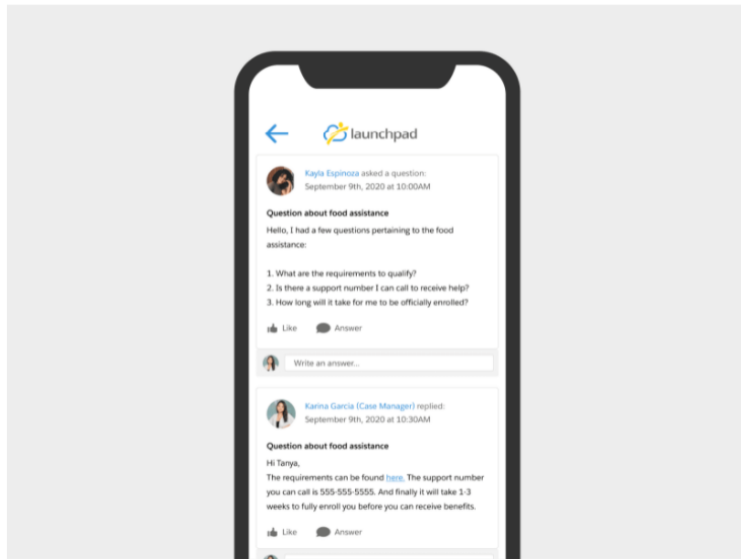 launchpad
Kayla Espinoza asked a question:
September 9th, 2020 at 10:00AM
Question about food assistance
Hello, I had a few questions pertaining to the food
assistance:
1. What are the requirements to qualify?
2. Is there a support number I can call to receive help?
3. How long will it take for me to be officially enrolled?
Like Answer
Write an answer...
Karina Garcia (Case Manager) replied:
September 9th, 2020 at 10:30AM
Question about food assistance
Hi Tanya,
The requirements can be found here. The support number
you can call is 555-555-5555. And finally it will take 1-3
weeks to fully enroll you before you can receive benefits.
Like Answer